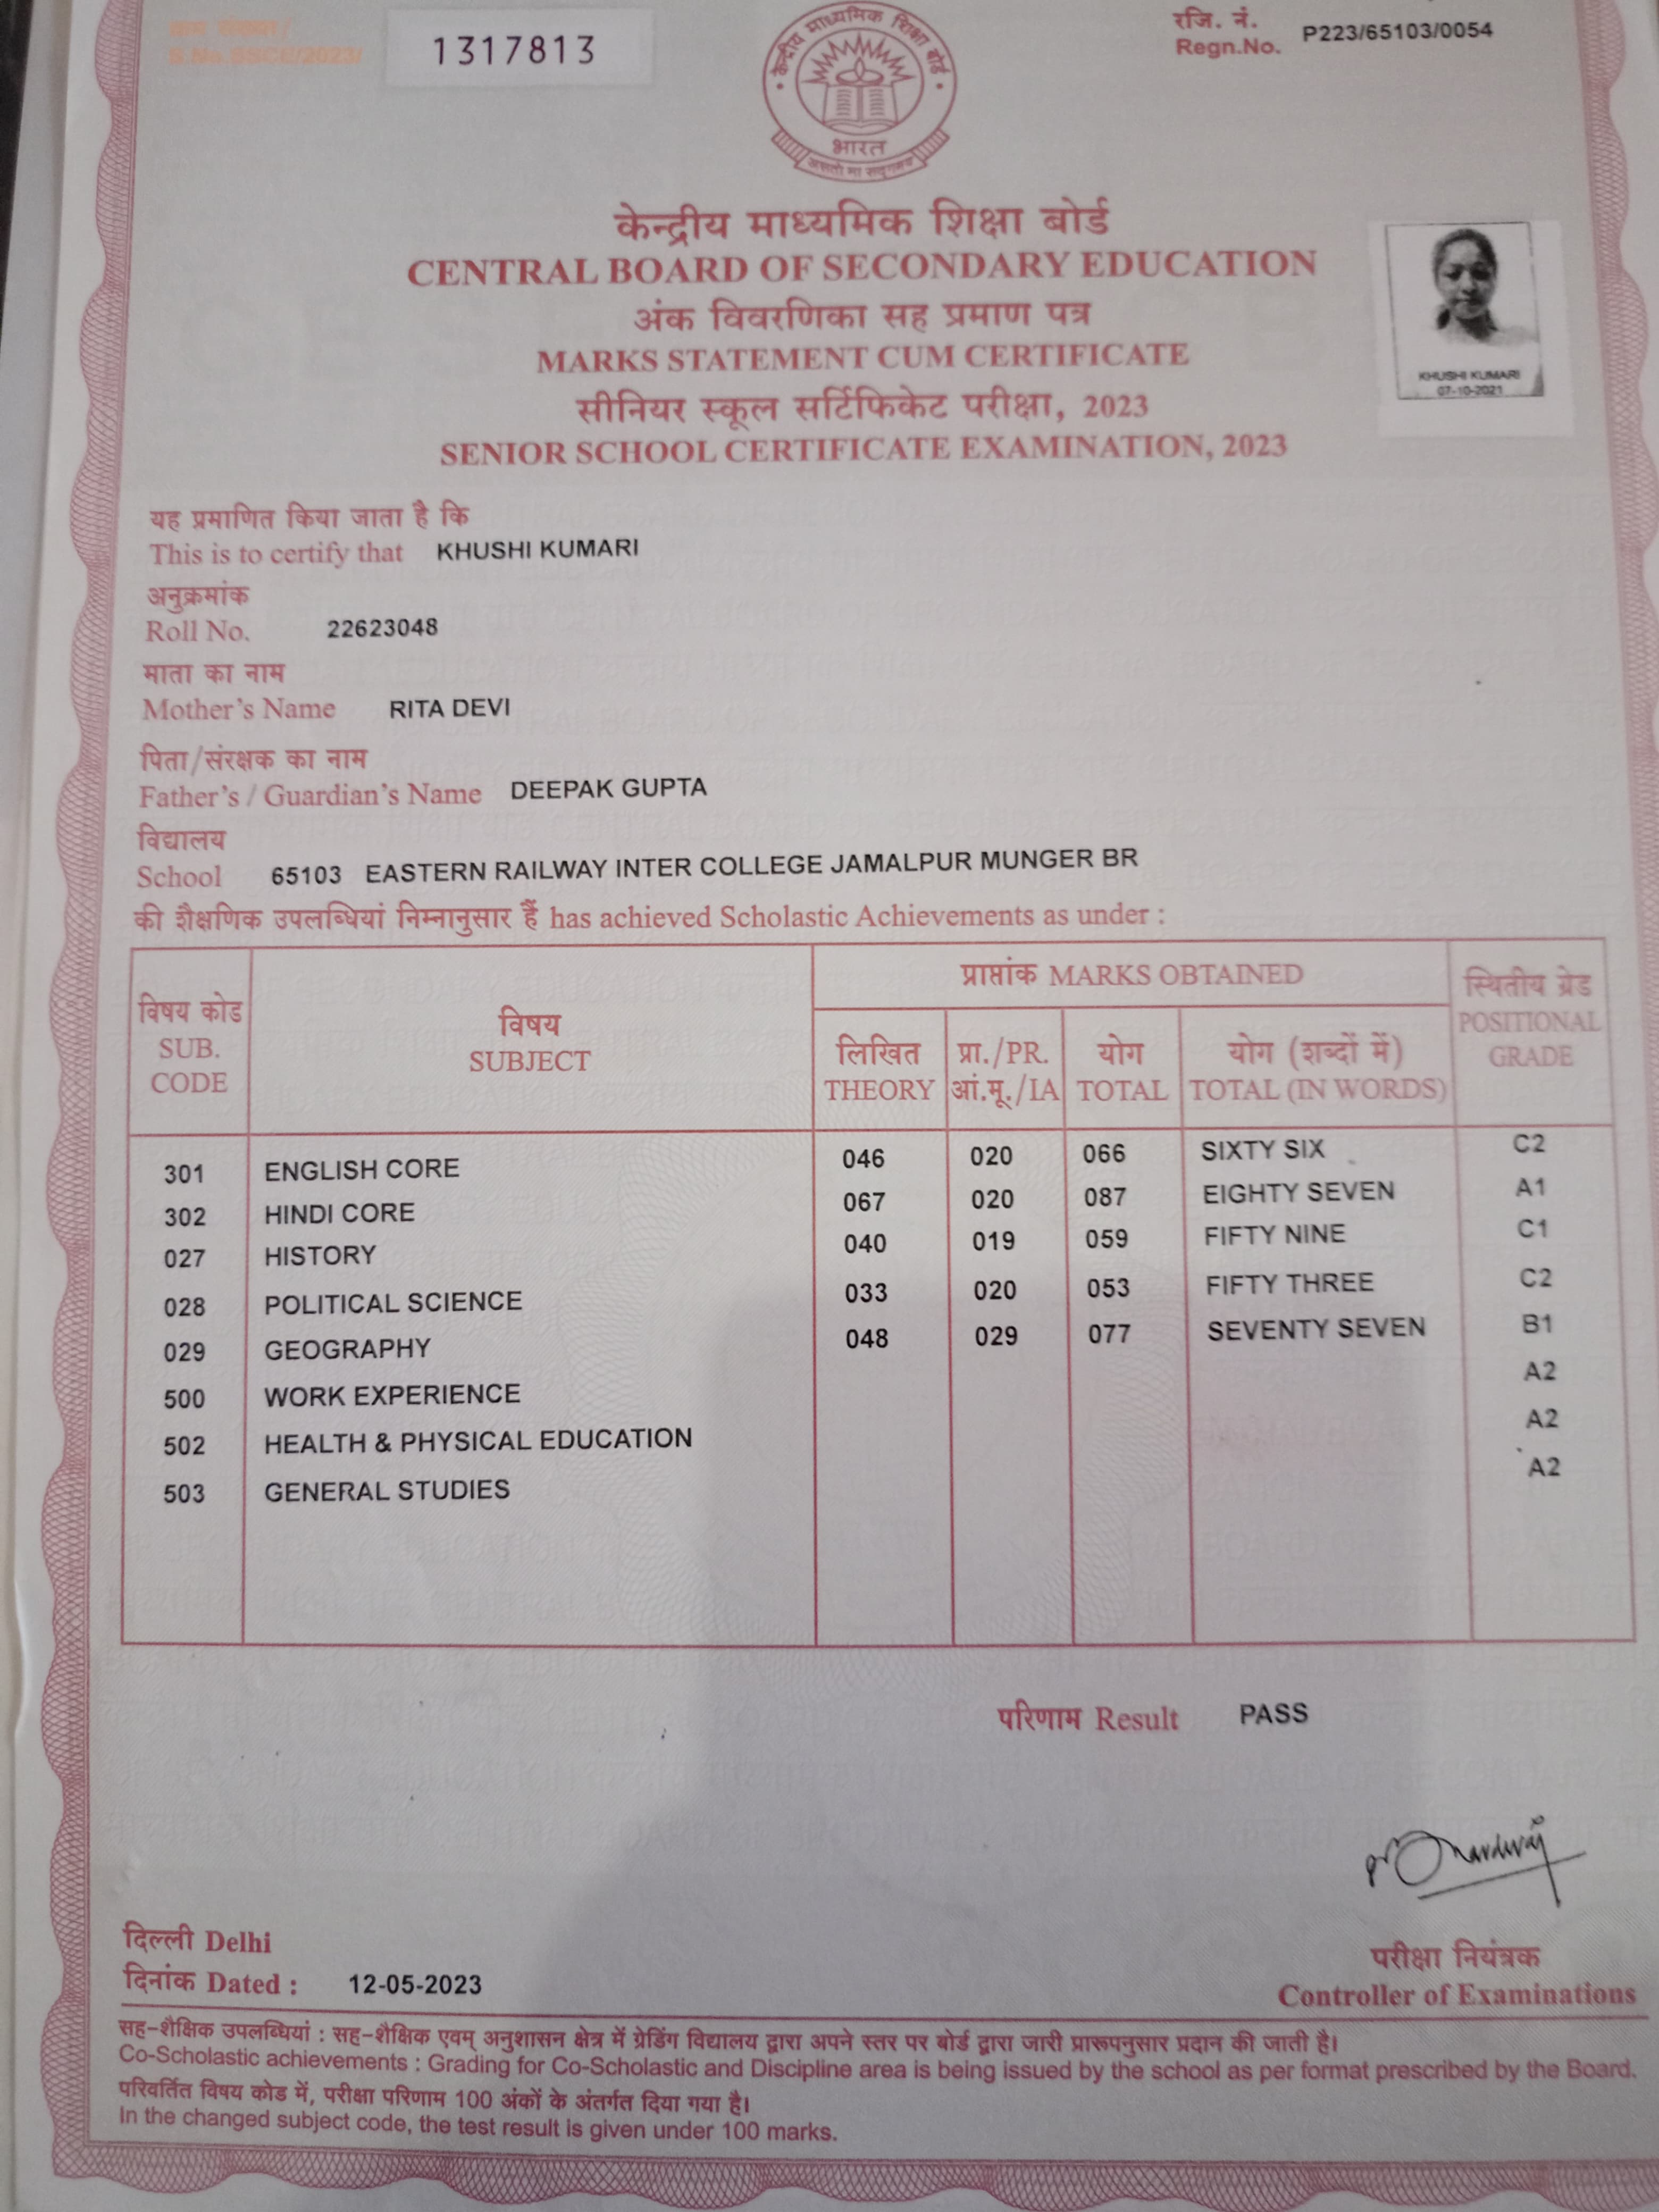 क्रम संख्या/
S.No.SSCE/2023/
1317813
रजि. नं.
Regn.No. P223/65103/0054
केन्द्रीय माध्यमिक शिक्षा बोर्ड
भारत
असतो मा सद्गमय
केन्द्रीय माध्यमिक शिक्षा बोर्ड
CENTRAL BOARD OF SECONDARY EDUCATION
अंक विवरणिका सह प्रमाण पत्र
MARKS STATEMENT CUM CERTIFICATE
सीनियर स्कूल सर्टिफिकेट परीक्षा, 2023
SENIOR SCHOOL CERTIFICATE EXAMINATION, 2023
KHUSHI KUMARI
07-10-2021
यह प्रमाणित किया जाता है कि
This is to certify that KHUSHI KUMARI
अनुक्रमांक
Roll No. 22623048
माता का नाम
Mother's Name RITA DEVI
पिता/संरक्षक का नाम
Father's / Guardian's Name DEEPAK GUPTA
विद्यालय
School 65103 EASTERN RAILWAY INTER COLLEGE JAMALPUR MUNGER BR
की शैक्षणिक उपलब्धियां निम्नानुसार हैं has achieved Scholastic Achievements as under :
विषय कोड
SUB.
CODE
विषय
SUBJECT
प्राप्तांक MARKS OBTAINED
लिखित
THEORY
प्रा./PR.
आं.मू./IA
योग
TOTAL
योग (शब्दों में)
TOTAL (IN WORDS)
स्थितीय ग्रेड
POSITIONAL
GRADE
301 ENGLISH CORE 046 020 066 SIXTY SIX C2
302 HINDI CORE 067 020 087 EIGHTY SEVEN A1
027 HISTORY 040 019 059 FIFTY NINE C1
028 POLITICAL SCIENCE 033 020 053 FIFTY THREE C2
029 GEOGRAPHY 048 029 077 SEVENTY SEVEN B1
500 WORK EXPERIENCE A2
502 HEALTH & PHYSICAL EDUCATION A2
503 GENERAL STUDIES A2
परिणाम Result PASS
दिल्ली Delhi
दिनांक Dated : 12-05-2023
परीक्षा नियंत्रक
Controller of Examinations
सह-शैक्षिक उपलब्धियां : सह-शैक्षिक एवम् अनुशासन क्षेत्र में ग्रेडिंग विद्यालय द्वारा अपने स्तर पर बोर्ड द्वारा जारी प्रारूपनुसार प्रदान की जाती है।
Co-Scholastic achievements : Grading for Co-Scholastic and Discipline area is being issued by the school as per format prescribed by the Board.
परिवर्तित विषय कोड में, परीक्षा परिणाम 100 अंकों के अंतर्गत दिया गया है।
In the changed subject code, the test result is given under 100 marks.